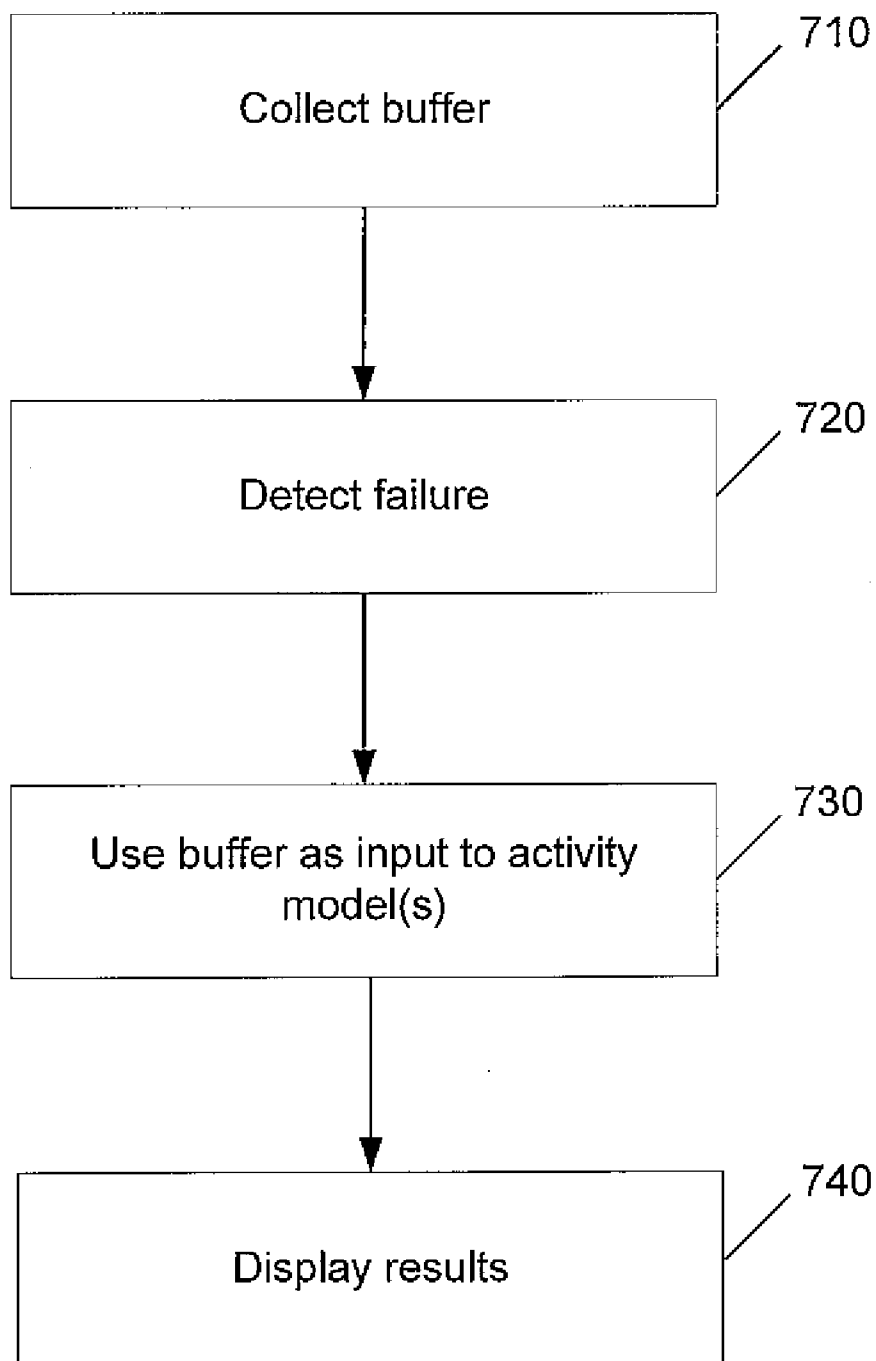 710
Collect buffer
720
Detect failure
730
Use buffer as input to activity
model(s)
740
Display results